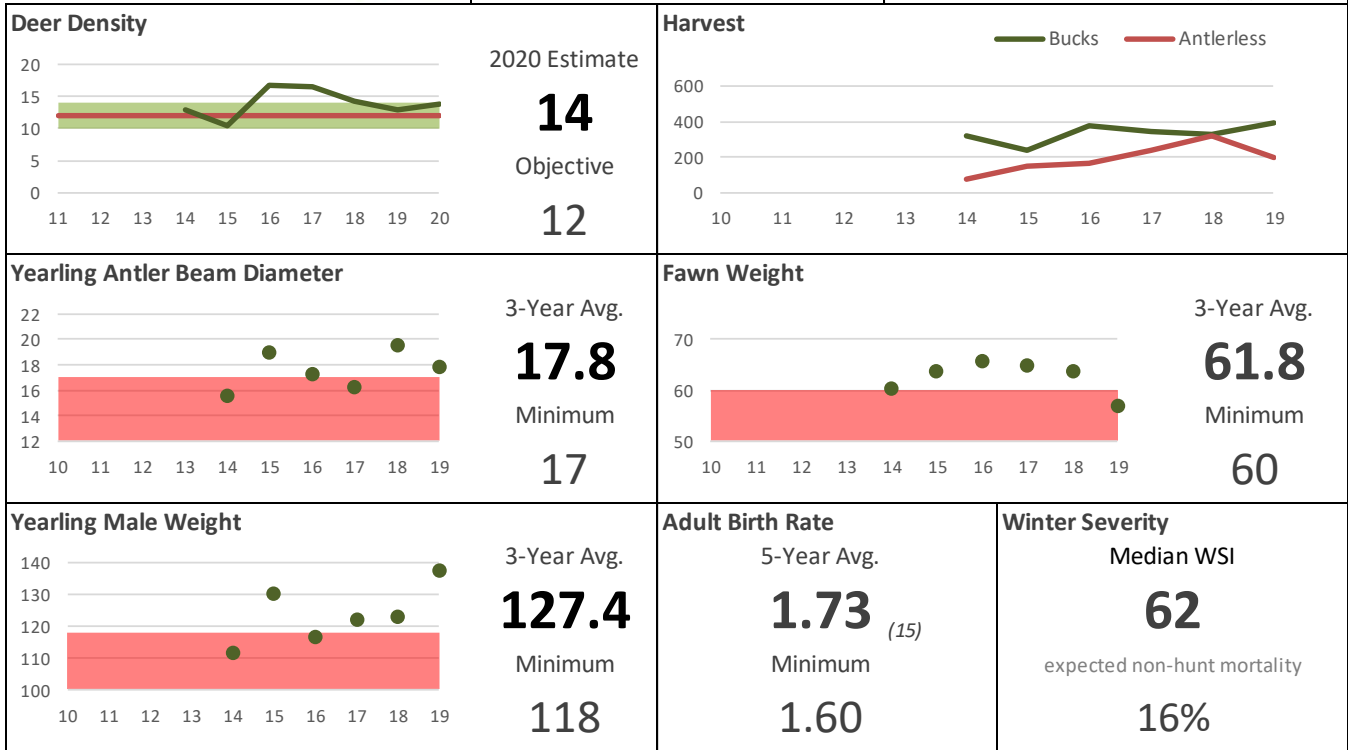 Deer Density
20
15
10
5
0
11 12 13 14 15 16 17 18 19 20
2020 Estimate
14
Objective
12
Harvest
Bucks Antlerless
600
400
200
0
10 11 12 13 14 15 16 17 18 19
Yearling Antler Beam Diameter
22
20
18
16
14
12
10 11 12 13 14 15 16 17 18 19
3-Year Avg.
17.8
Minimum
17
Fawn Weight
70
60
50
10 11 12 13 14 15 16 17 18 19
3-Year Avg.
61.8
Minimum
60
Yearling Male Weight
140
130
120
110
100
10 11 12 13 14 15 16 17 18 19
3-Year Avg.
127.4
Minimum
118
Adult Birth Rate
5-Year Avg.
1.73 (15)
Minimum
1.60
Winter Severity
Median WSI
62
expected non-hunt mortality
16%